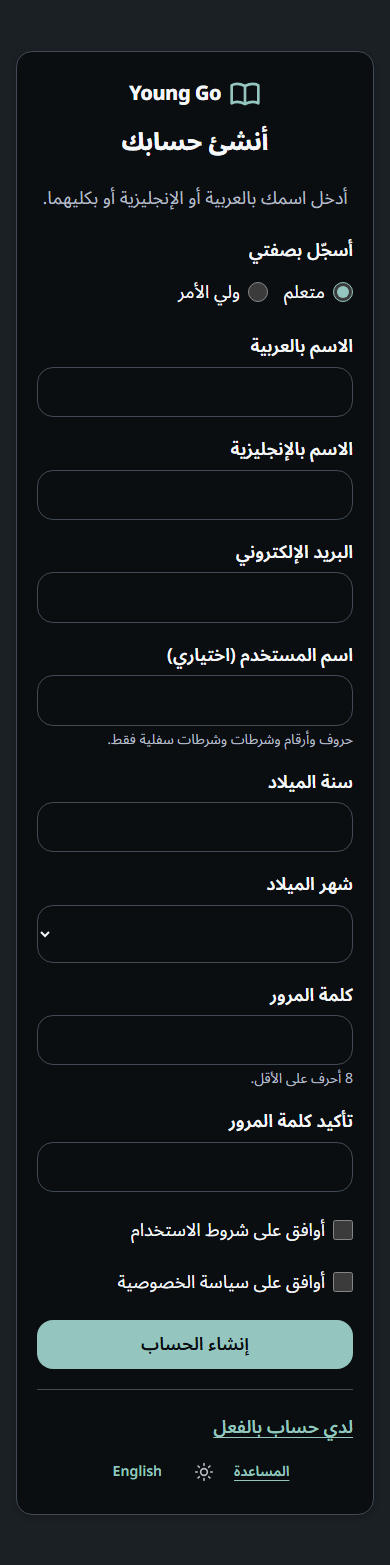 Young Go
أنشئ حسابك
أدخل اسمك بالعربية أو الإنجليزية أو بكليهما.
أسجّل بصفتي
متعلم
ولي الأمر
الاسم بالعربية
الاسم بالإنجليزية
البريد الإلكتروني
اسم المستخدم (اختياري)
حروف وأرقام وشرطات وشرطات سفلية فقط.
سنة الميلاد
شهر الميلاد
كلمة المرور
8 أحرف على الأقل.
تأكيد كلمة المرور
أوافق على شروط الاستخدام
أوافق على سياسة الخصوصية
إنشاء الحساب
لدي حساب بالفعل
المساعدة
English